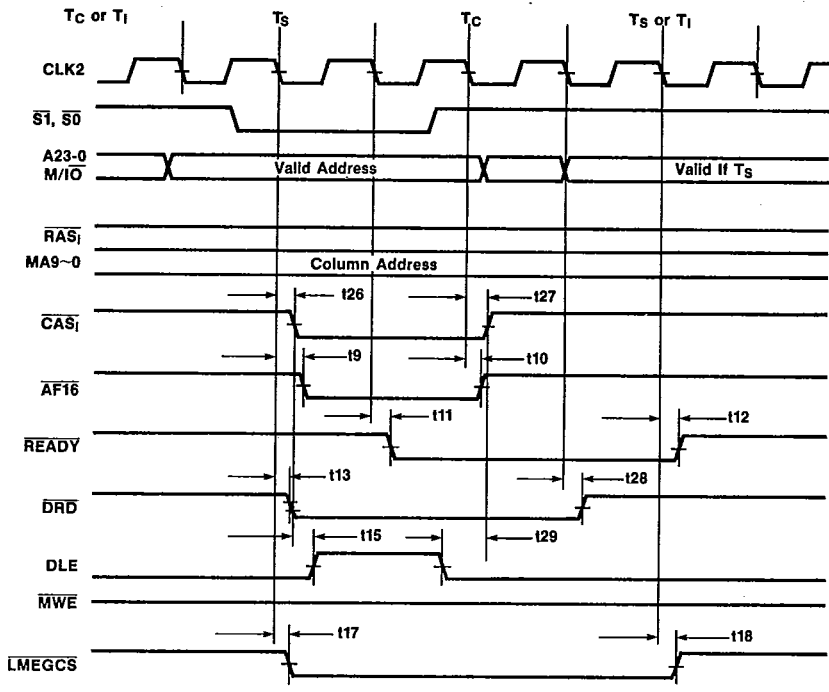 TC or TI TS TC TS or TI
CLK2
S1, S0
A23-0
M/IO
Valid Address
Valid If TS
RASI
MA9~0
Column Address
t26 t27
CASI
t9 t10
AF16
t11 t12
READY
t13 t28
DRD
t15 t29
DLE
MWE
t17 t18
LMEGCS